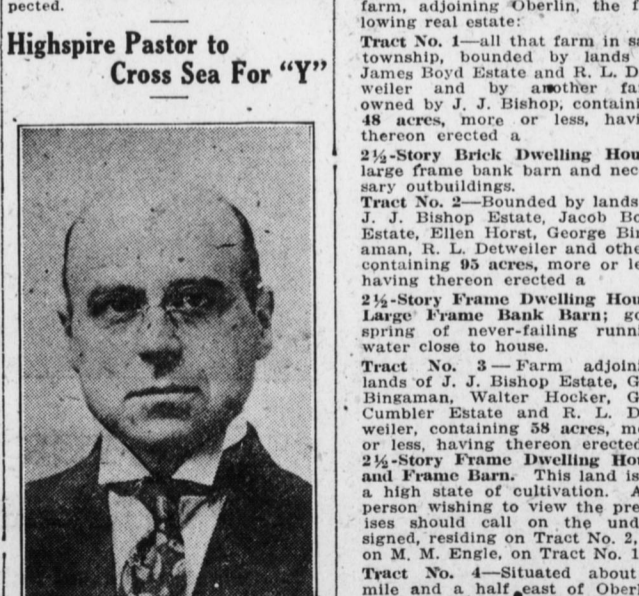 pected.
Highspire Pastor to
Cross Sea For "Y"
farm, adjoining Oberlin, the
lowing real estate:
Tract No. 1—all that farm in
township, bounded by lands
James Boyd Estate and R. L. D
weiler and by another fa
owned by J. J. Bishop, contain
48 acres, more or less, havi
thereon erected a
2½-Story Brick Dwelling Hou
large frame bank barn and nec
sary outbuildings.
Tract No. 2—Bounded by lands
J. J. Bishop Estate, Jacob Bo
Estate, Ellen Horst, George Bin
aman, R. L. Detweiler and othe
containing 95 acres, more or le
having thereon erected a
2½-Story Frame Dwelling Hou
Large Frame Bank Barn; go
spring of never-failing runn
water close to house.
Tract No. 3—Farm adjoin
lands of J. J. Bishop Estate, G
Bingaman, Walter Hocker, G
Cumbler Estate and R. L. D
weiler, containing 58 acres, m
or less, having thereon erected
2½-Story Frame Dwelling Hou
and Frame Barn. This land is
a high state of cultivation. A
person wishing to view the pre
ises should call on the und
signed, residing on Tract No. 2,
on M. M. Engle, on Tract No. 1
Tract No. 4—Situated about
mile and a half east of Oberl